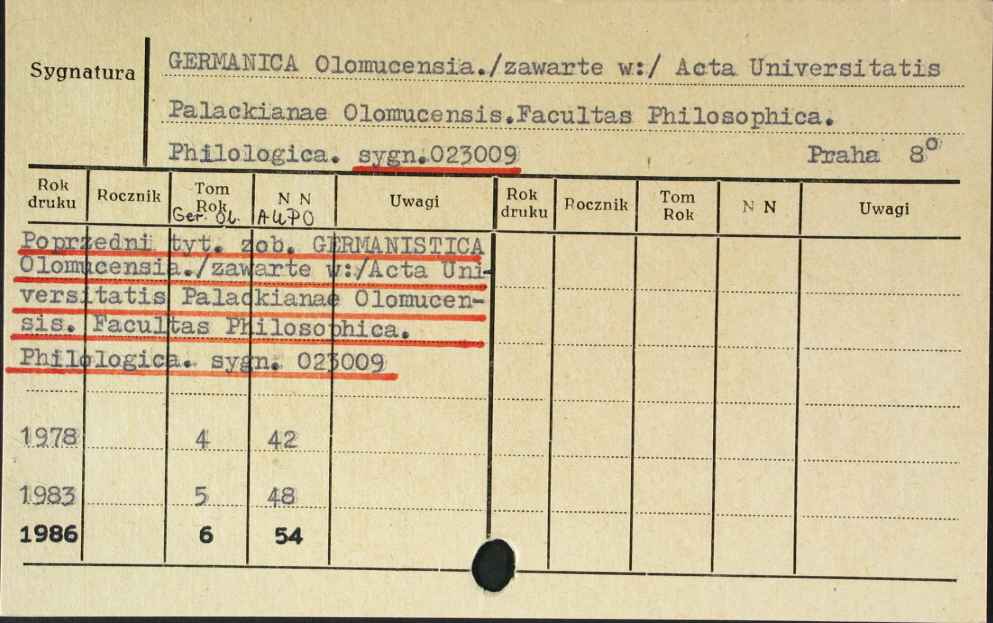 Sygnatura
GERMANICA Olomucensia./zawarte w:/ Acta Universitatis
Palackianae Olomucensis.Facultas Philosophica.
Philologica. sygn.023009 Praha 8º
Rok druku Rocznik Tom Rok N N Uwagi Rok druku Rocznik Tom Rok N N Uwagi
Ger. Ol. AUPO
Poprzedni tyt. zob. GERMANISTICA
Olomucensia./zawarte w:/Acta Uni-
versitatis Palackianae Olomucen-
sis. Facultas Philosophica.
Philologica. sygn. 023009
1978 4 42
1983 5 48
1986 6 54